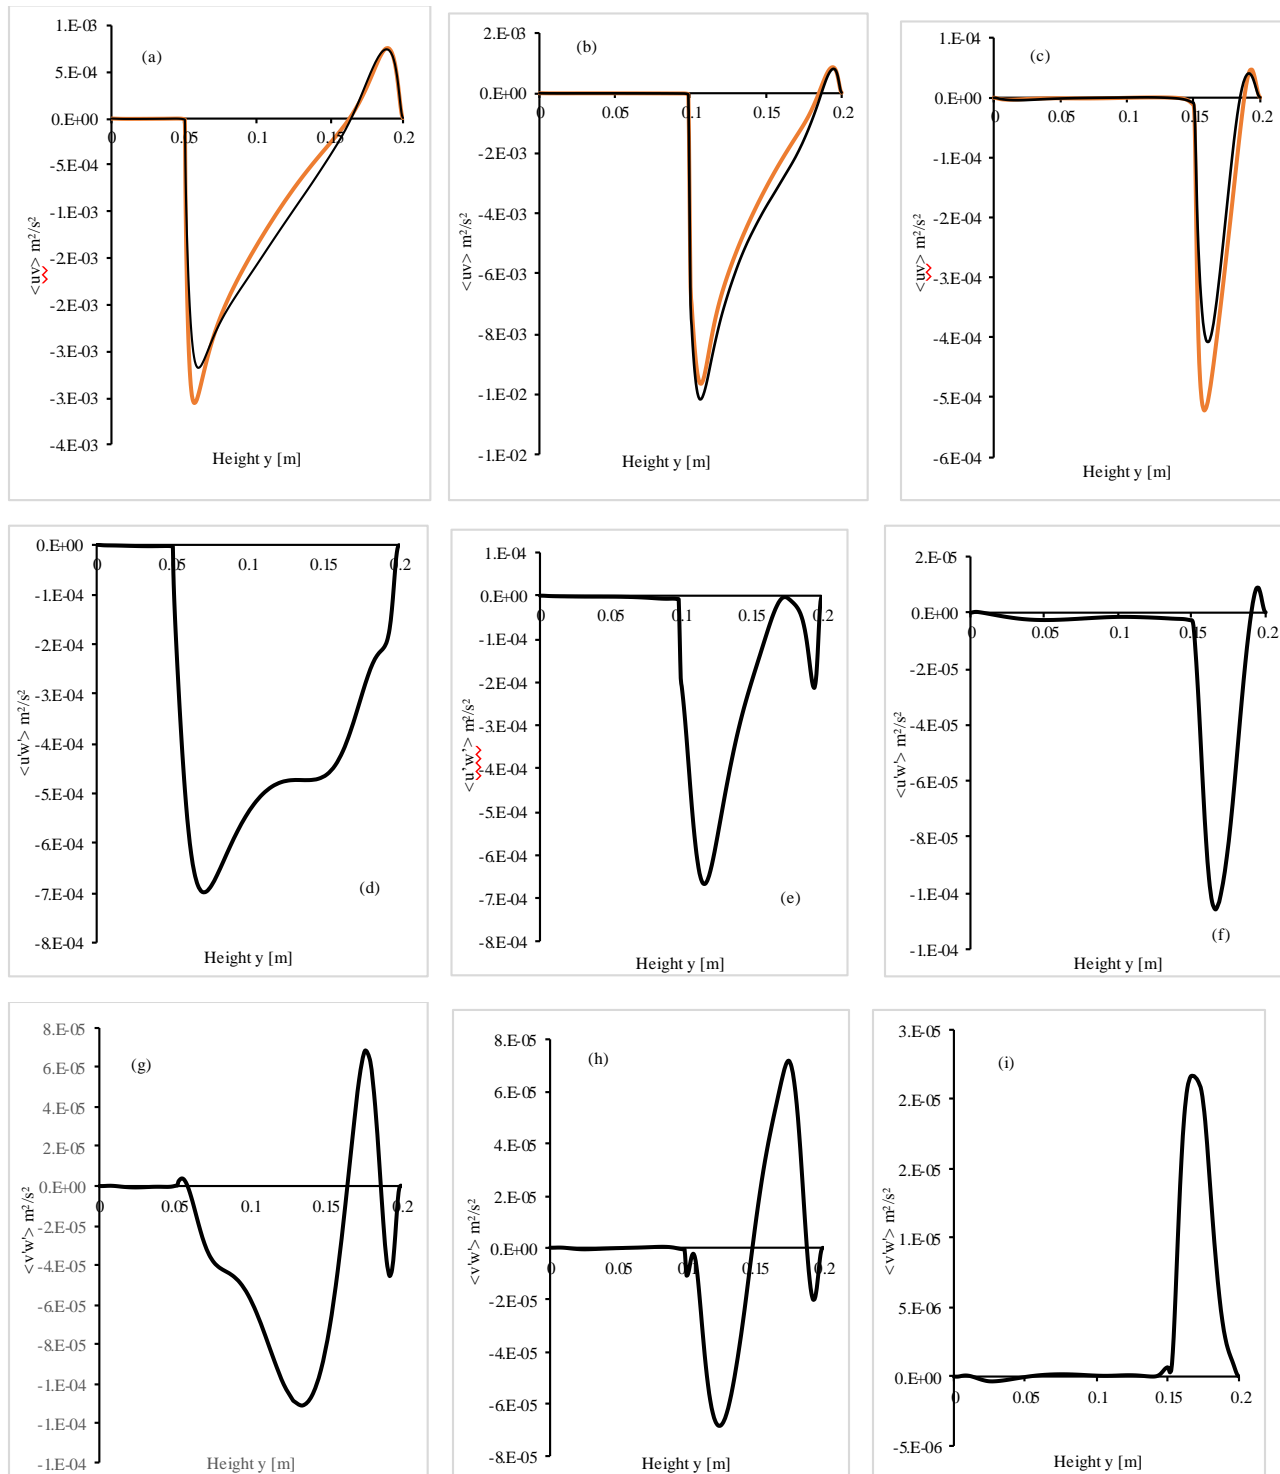 (a)
1.E-03
5.E-04
0.E+00
-5.E-04
-1.E-03
-2.E-03
-2.E-03
-3.E-03
-3.E-03
-4.E-03
0 0.05 0.1 0.15 0.2
<uv> m²/s²
Height y [m]
(b)
2.E-03
0.E+00
-2.E-03
-4.E-03
-6.E-03
-8.E-03
-1.E-02
-1.E-02
0 0.05 0.1 0.15 0.2
<uv> m²/s²
Height y [m]
(c)
1.E-04
0.E+00
-1.E-04
-2.E-04
-3.E-04
-4.E-04
-5.E-04
-6.E-04
0 0.05 0.1 0.15 0.2
<uv> m²/s²
Height y [m]
0.E+00
-1.E-04
-2.E-04
-3.E-04
-4.E-04
-5.E-04
-6.E-04
-7.E-04
-8.E-04
0 0.05 0.1 0.15 0.2
<u'w'> m²/s²
(d)
Height y [m]
1.E-04
0.E+00
-1.E-04
-2.E-04
-3.E-04
-4.E-04
-5.E-04
-6.E-04
-7.E-04
-8.E-04
0 0.05 0.1 0.15 0.2
<u'w'> m²/s²
(e)
Height y [m]
2.E-05
0.E+00
-2.E-05
-4.E-05
-6.E-05
-8.E-05
-1.E-04
-1.E-04
0 0.05 0.1 0.15 0.2
<u'w'> m²/s²
(f)
Height y [m]
(g)
8.E-05
6.E-05
4.E-05
2.E-05
0.E+00
-2.E-05
-4.E-05
-6.E-05
-8.E-05
-1.E-04
-1.E-04
-1.E-04
0 0.05 0.1 0.15 0.2
<v'w'> m²/s²
Height y [m]
(h)
8.E-05
6.E-05
4.E-05
2.E-05
0.E+00
-2.E-05
-4.E-05
-6.E-05
-8.E-05
0 0.05 0.1 0.15 0.2
<v'w'> m²/s²
Height y [m]
(i)
3.E-05
2.E-05
2.E-05
1.E-05
5.E-06
0.E+00
-5.E-06
0 0.05 0.1 0.15 0.2
<v'w'> m²/s²
Height y [m]